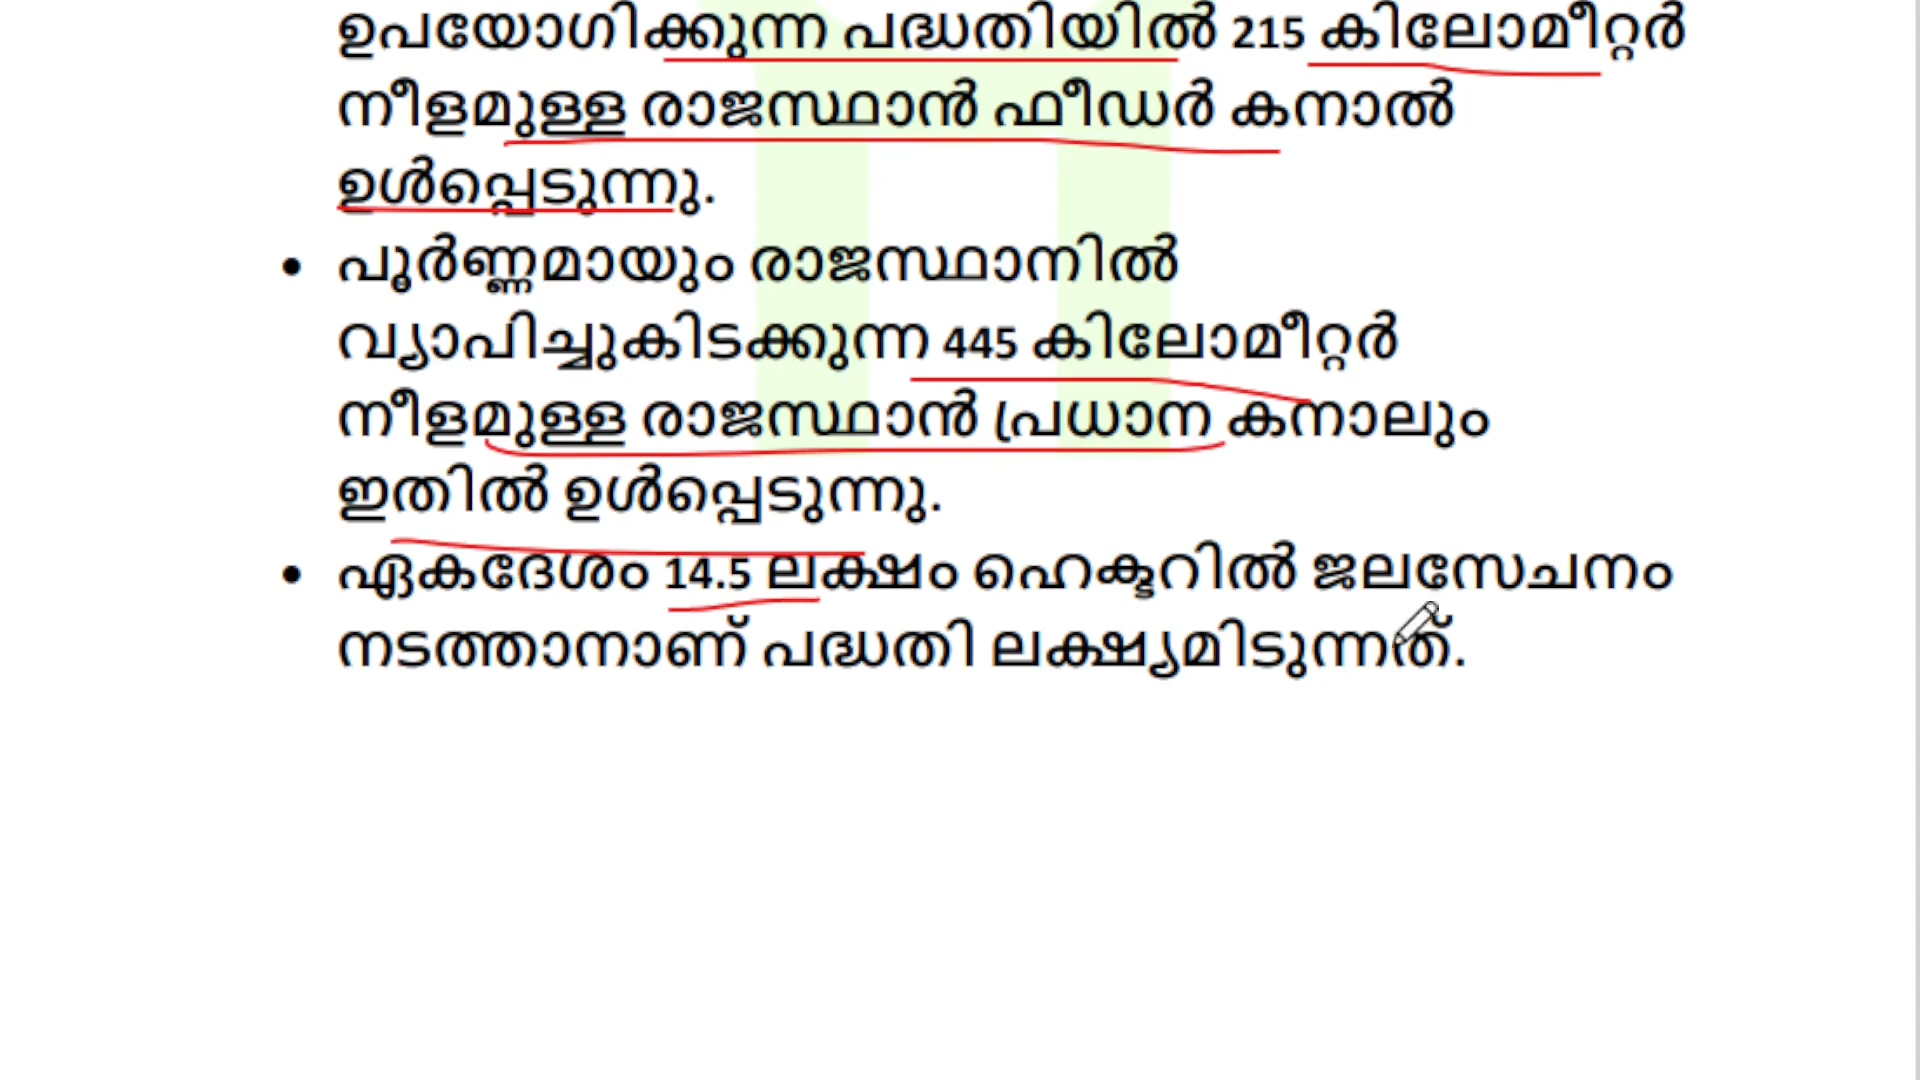 ഉപയോഗിക്കുന്ന പദ്ധതിയിൽ 215 കിലോമീറ്റർ
നീളമുള്ള രാജസ്ഥാൻ ഫീഡർ കനാൽ
ഉൾപ്പെടുന്നു.
• പൂർണ്ണമായും രാജസ്ഥാനിൽ
വ്യാപിച്ചുകിടക്കുന്ന 445 കിലോമീറ്റർ
നീളമുള്ള രാജസ്ഥാൻ പ്രധാന കനാലും
ഇതിൽ ഉൾപ്പെടുന്നു.
• ഏകദേശം 14.5 ലക്ഷം ഹെക്ടറിൽ ജലസേചനം
നടത്താനാണ് പദ്ധതി ലക്ഷ്യമിടുന്നത്.